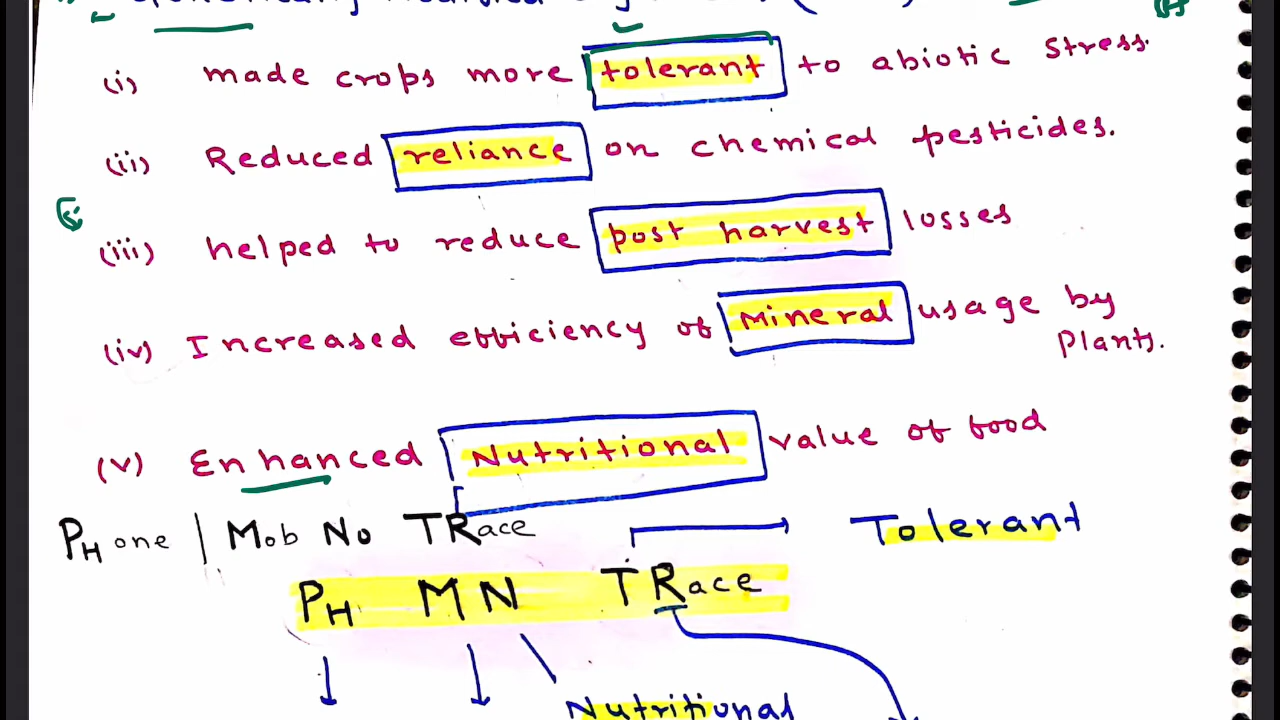 (i) made crops more tolerant to abiotic stress.
(ii) Reduced reliance on chemical pesticides.
(iii) helped to reduce post harvest losses
(iv) Increased efficiency of Mineral usage by Plants.
(v) Enhanced Nutritional value of food
PHone | Mob No TRace
Tolerant
PH MN TRace
Nutritional